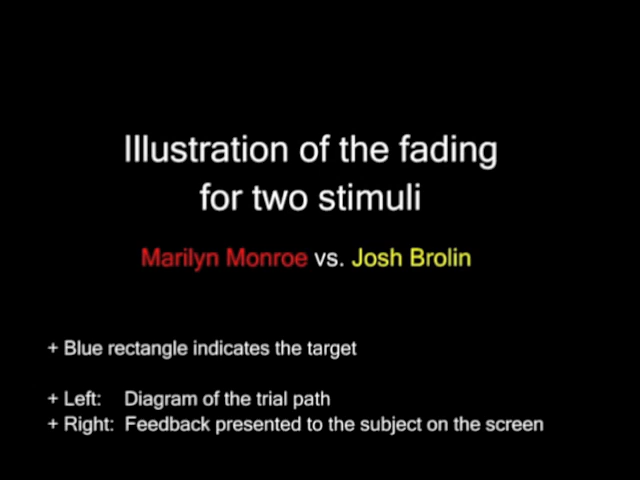 Illustration of the fading
for two stimuli
Marilyn Monroe vs. Josh Brolin
+ Blue rectangle indicates the target
+ Left: Diagram of the trial path
+ Right: Feedback presented to the subject on the screen